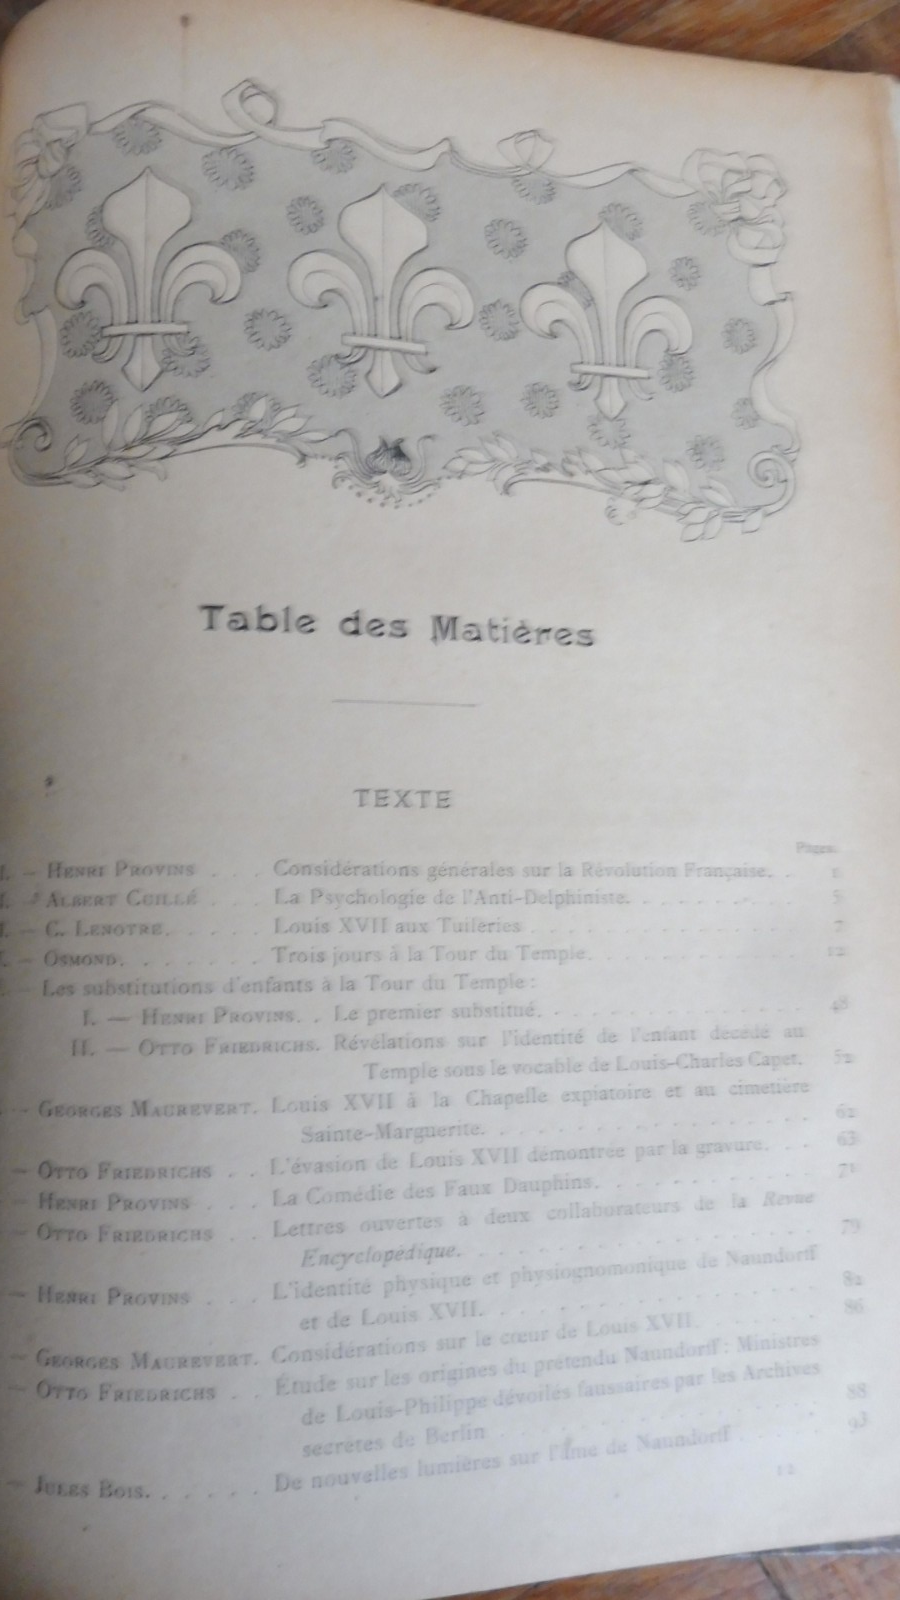 Table des Matières
TEXTE
Pages.
I. — HENRI PROVINS . . . Considérations générales sur la Révolution Française. . 1
I. — ALBERT GUILLÉ . . . La Psychologie de l'Anti-Delphiniste. . . . . . . . 5
I. — G. LENOTRE. . . . . Louis XVII aux Tuileries . . . . . . . . . . . 7
— OSMOND. . . . . . . Trois jours à la Tour du Temple. . . . . . . . . 12
— Les substitutions d'enfants à la Tour du Temple :
I. — HENRI PROVINS. . Le premier substitué. . . . . . . . . . . 48
II. — OTTO FRIEDRICHS. Révélations sur l'identité de l'enfant décédé au
Temple sous le vocable de Louis-Charles Capet. 52
— GEORGES MAUREVERT. Louis XVII à la Chapelle expiatoire et au cimetière
Sainte-Marguerite. . . . . . . . . . . . . 62
— OTTO FRIEDRICHS . . L'évasion de Louis XVII démontrée par la gravure. . . 63
— HENRI PROVINS . . . La Comédie des Faux Dauphins. . . . . . . . . 71
— OTTO FRIEDRICHS . . Lettres ouvertes à deux collaborateurs de la Revue
Encyclopédique. . . . . . . . . . . . . . 79
— HENRI PROVINS . . . L'identité physique et physiognomonique de Naundorff
et de Louis XVII. . . . . . . . . . . . . 82
— GEORGES MAUREVERT. Considérations sur le cœur de Louis XVII. . . . . . 86
— OTTO FRIEDRICHS . . Étude sur les origines du prétendu Naundorff : Ministres
de Louis-Philippe dévoilés faussaires par les Archives
secrètes de Berlin . . . . . . . . . . . . 88
— JULES BOIS. . . . . . De nouvelles lumières sur l'Âme de Naundorff . . . . . 93
12